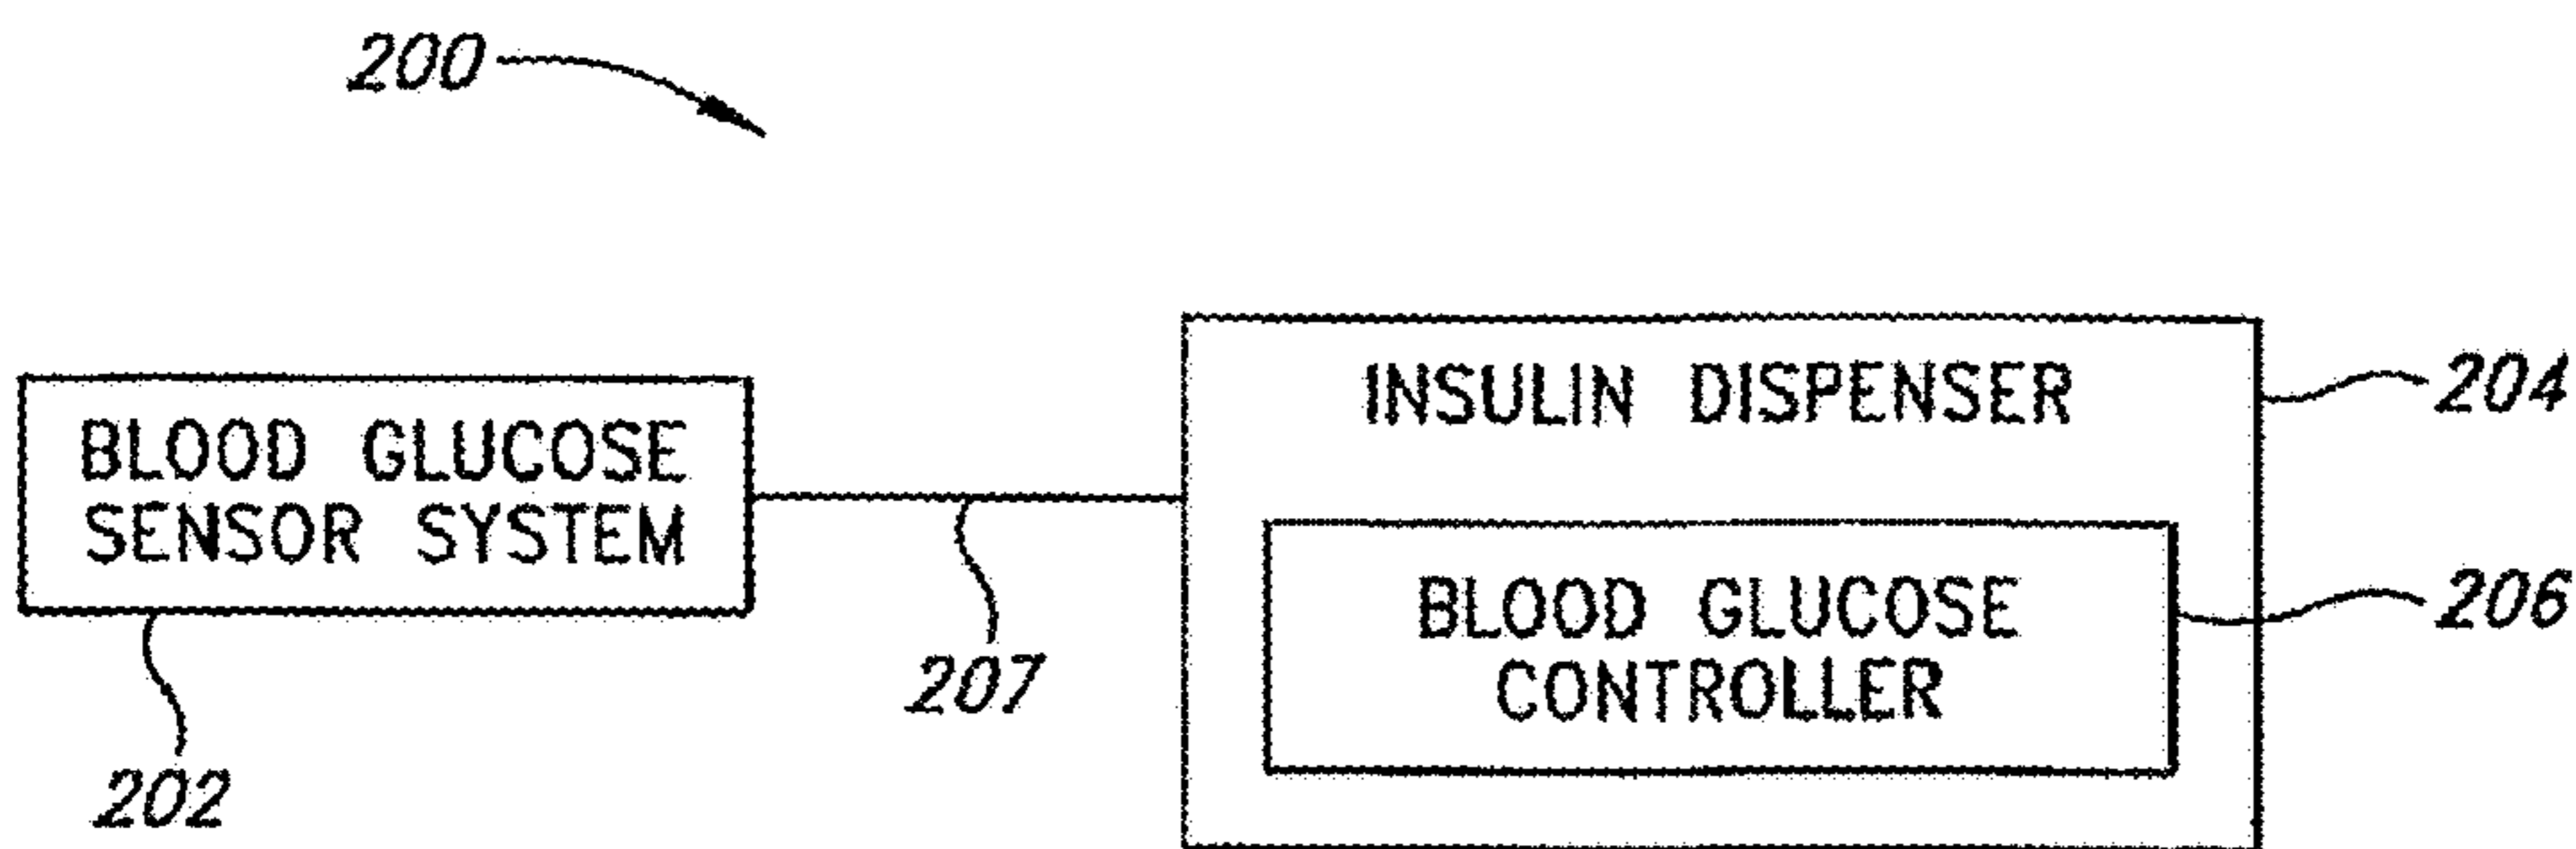 200
INSULIN DISPENSER
204
BLOOD GLUCOSE
SENSOR SYSTEM
BLOOD GLUCOSE
CONTROLLER
206
207
202